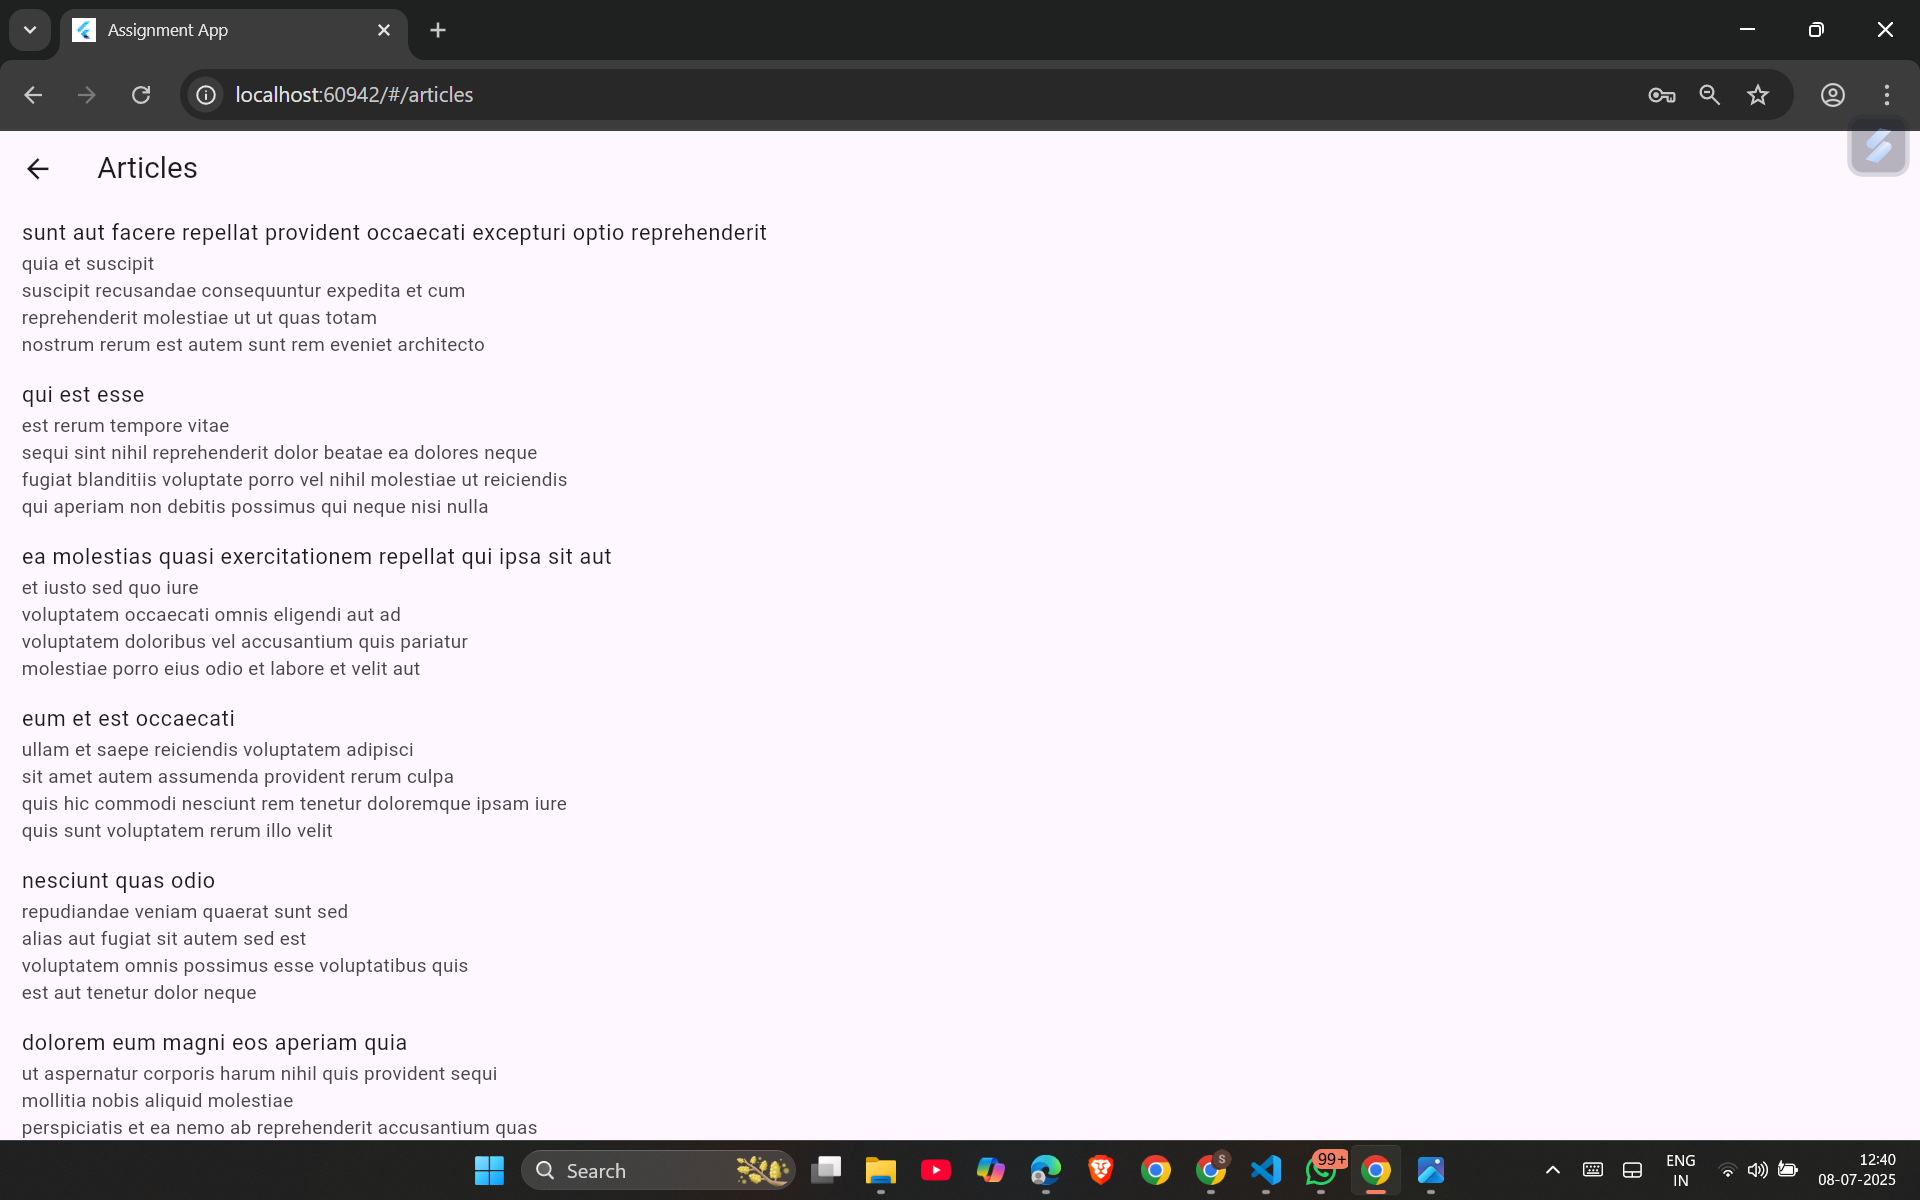 Assignment App
localhost:60942/#/articles
Articles
sunt aut facere repellat provident occaecati excepturi optio reprehenderit
quia et suscipit
suscipit recusandae consequuntur expedita et cum
reprehenderit molestiae ut ut quas totam
nostrum rerum est autem sunt rem eveniet architecto
qui est esse
est rerum tempore vitae
sequi sint nihil reprehenderit dolor beatae ea dolores neque
fugiat blanditiis voluptate porro vel nihil molestiae ut reiciendis
qui aperiam non debitis possimus qui neque nisi nulla
ea molestias quasi exercitationem repellat qui ipsa sit aut
et iusto sed quo iure
voluptatem occaecati omnis eligendi aut ad
voluptatem doloribus vel accusantium quis pariatur
molestiae porro eius odio et labore et velit aut
eum et est occaecati
ullam et saepe reiciendis voluptatem adipisci
sit amet autem assumenda provident rerum culpa
quis hic commodi nesciunt rem tenetur doloremque ipsam iure
quis sunt voluptatem rerum illo velit
nesciunt quas odio
repudiandae veniam quaerat sunt sed
alias aut fugiat sit autem sed est
voluptatem omnis possimus esse voluptatibus quis
est aut tenetur dolor neque
dolorem eum magni eos aperiam quia
ut aspernatur corporis harum nihil quis provident sequi
mollitia nobis aliquid molestiae
perspiciatis et ea nemo ab reprehenderit accusantium quas
Search
S
99+
ENG
IN
12:40
08-07-2025